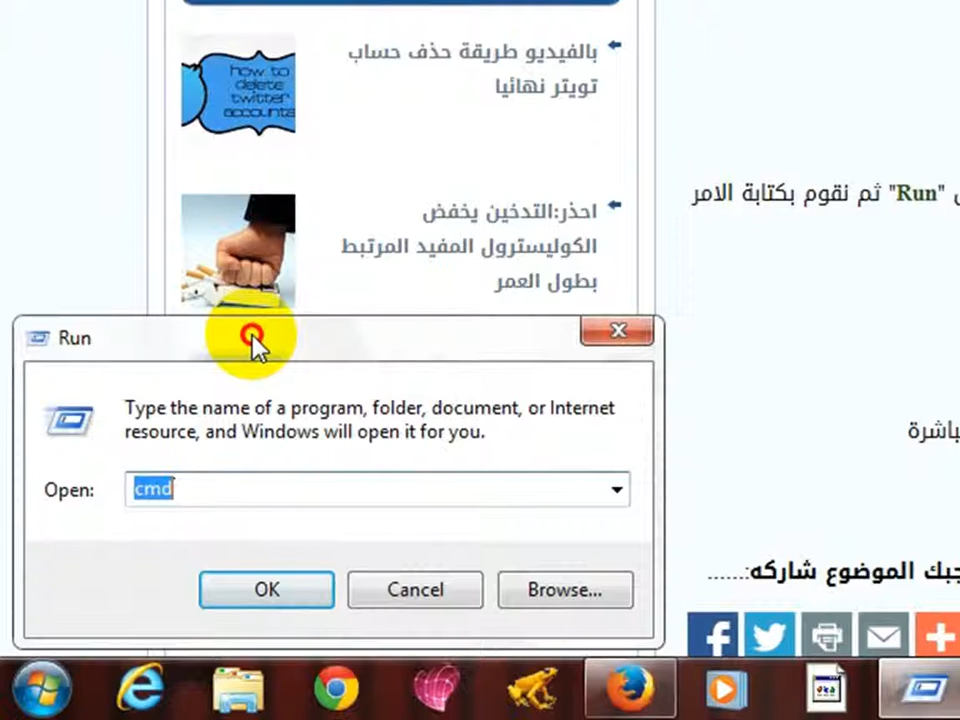 بالفيديو طريقة حذف حساب
تويتر نهائيا
how to
delete
twitter
accounts
احذر:التدخين يخفض
الكوليسترول المفيد المرتبط
بطول العمر
"Run" ثم نقوم بكتابة الامر
Run
Type the name of a program, folder, document, or Internet
resource, and Windows will open it for you.
Open:
cmd
OK
Cancel
Browse...
الموضوع شاركه:......